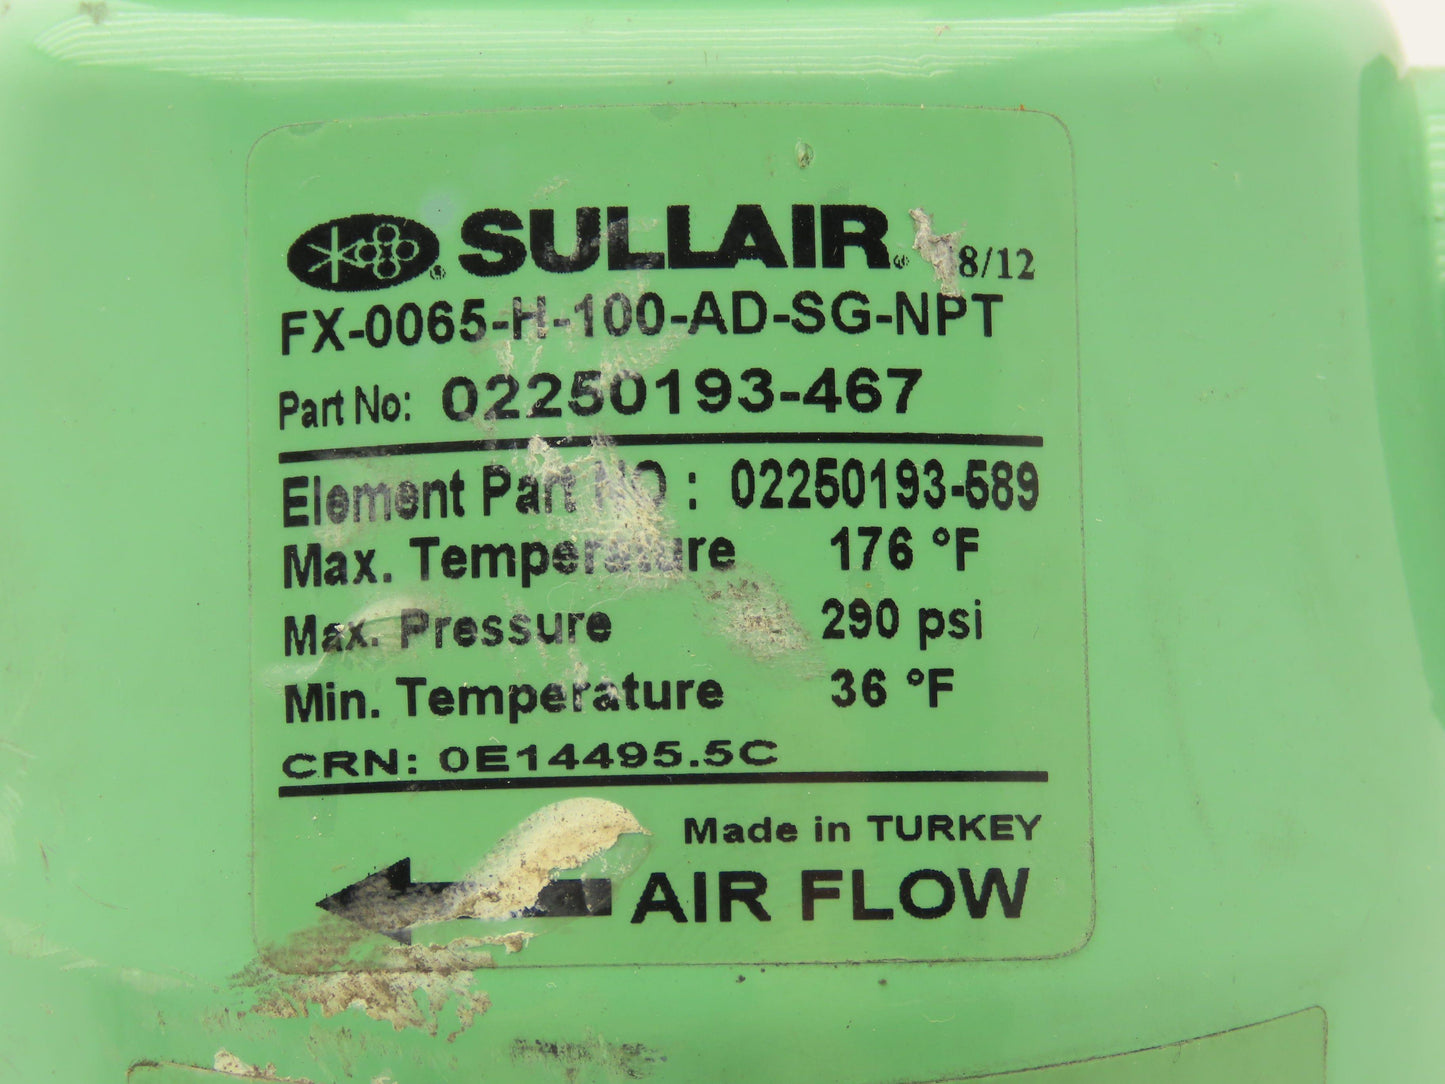 SULLAIR® 8/12
FX-0065-H-100-AD-SG-NPT
Part No: 02250193-467
Element Part NO : 02250193-589
Max. Temperature 176 °F
Max. Pressure 290 psi
Min. Temperature 36 °F
CRN: 0E14495.5C
Made in TURKEY
AIR FLOW